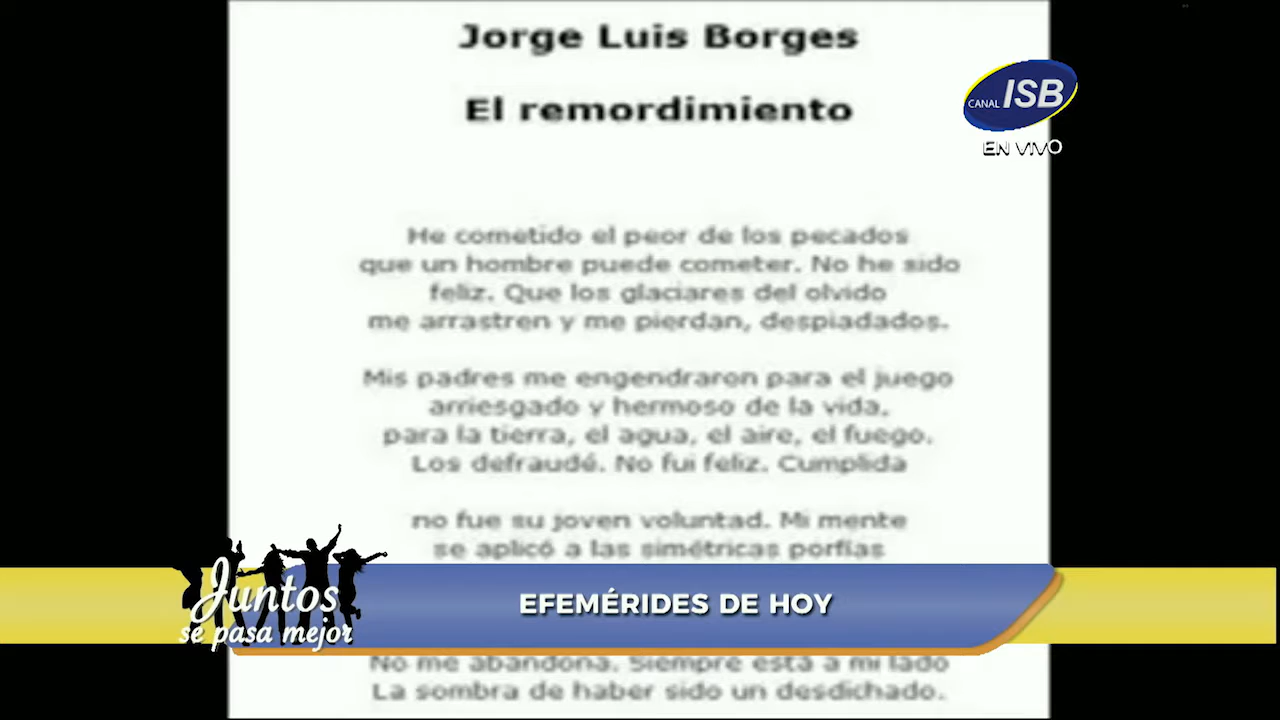 Jorge Luis Borges
El remordimiento
CANAL ISB
EN VIVO
He cometido el peor de los pecados
que un hombre puede cometer. No he sido
feliz. Que los glaciares del olvido
me arrastren y me pierdan, despiadados.
Mis padres me engendraron para el juego
arriesgado y hermoso de la vida,
para la tierra, el agua, el aire, el fuego.
Los defraudé. No fui feliz. Cumplida
no fue su joven voluntad. Mi mente
se aplicó a las simétricas porfías
Juntos
se pasa mejor
EFEMÉRIDES DE HOY
No me abandona. Siempre está a mi lado
La sombra de haber sido un desdichado.